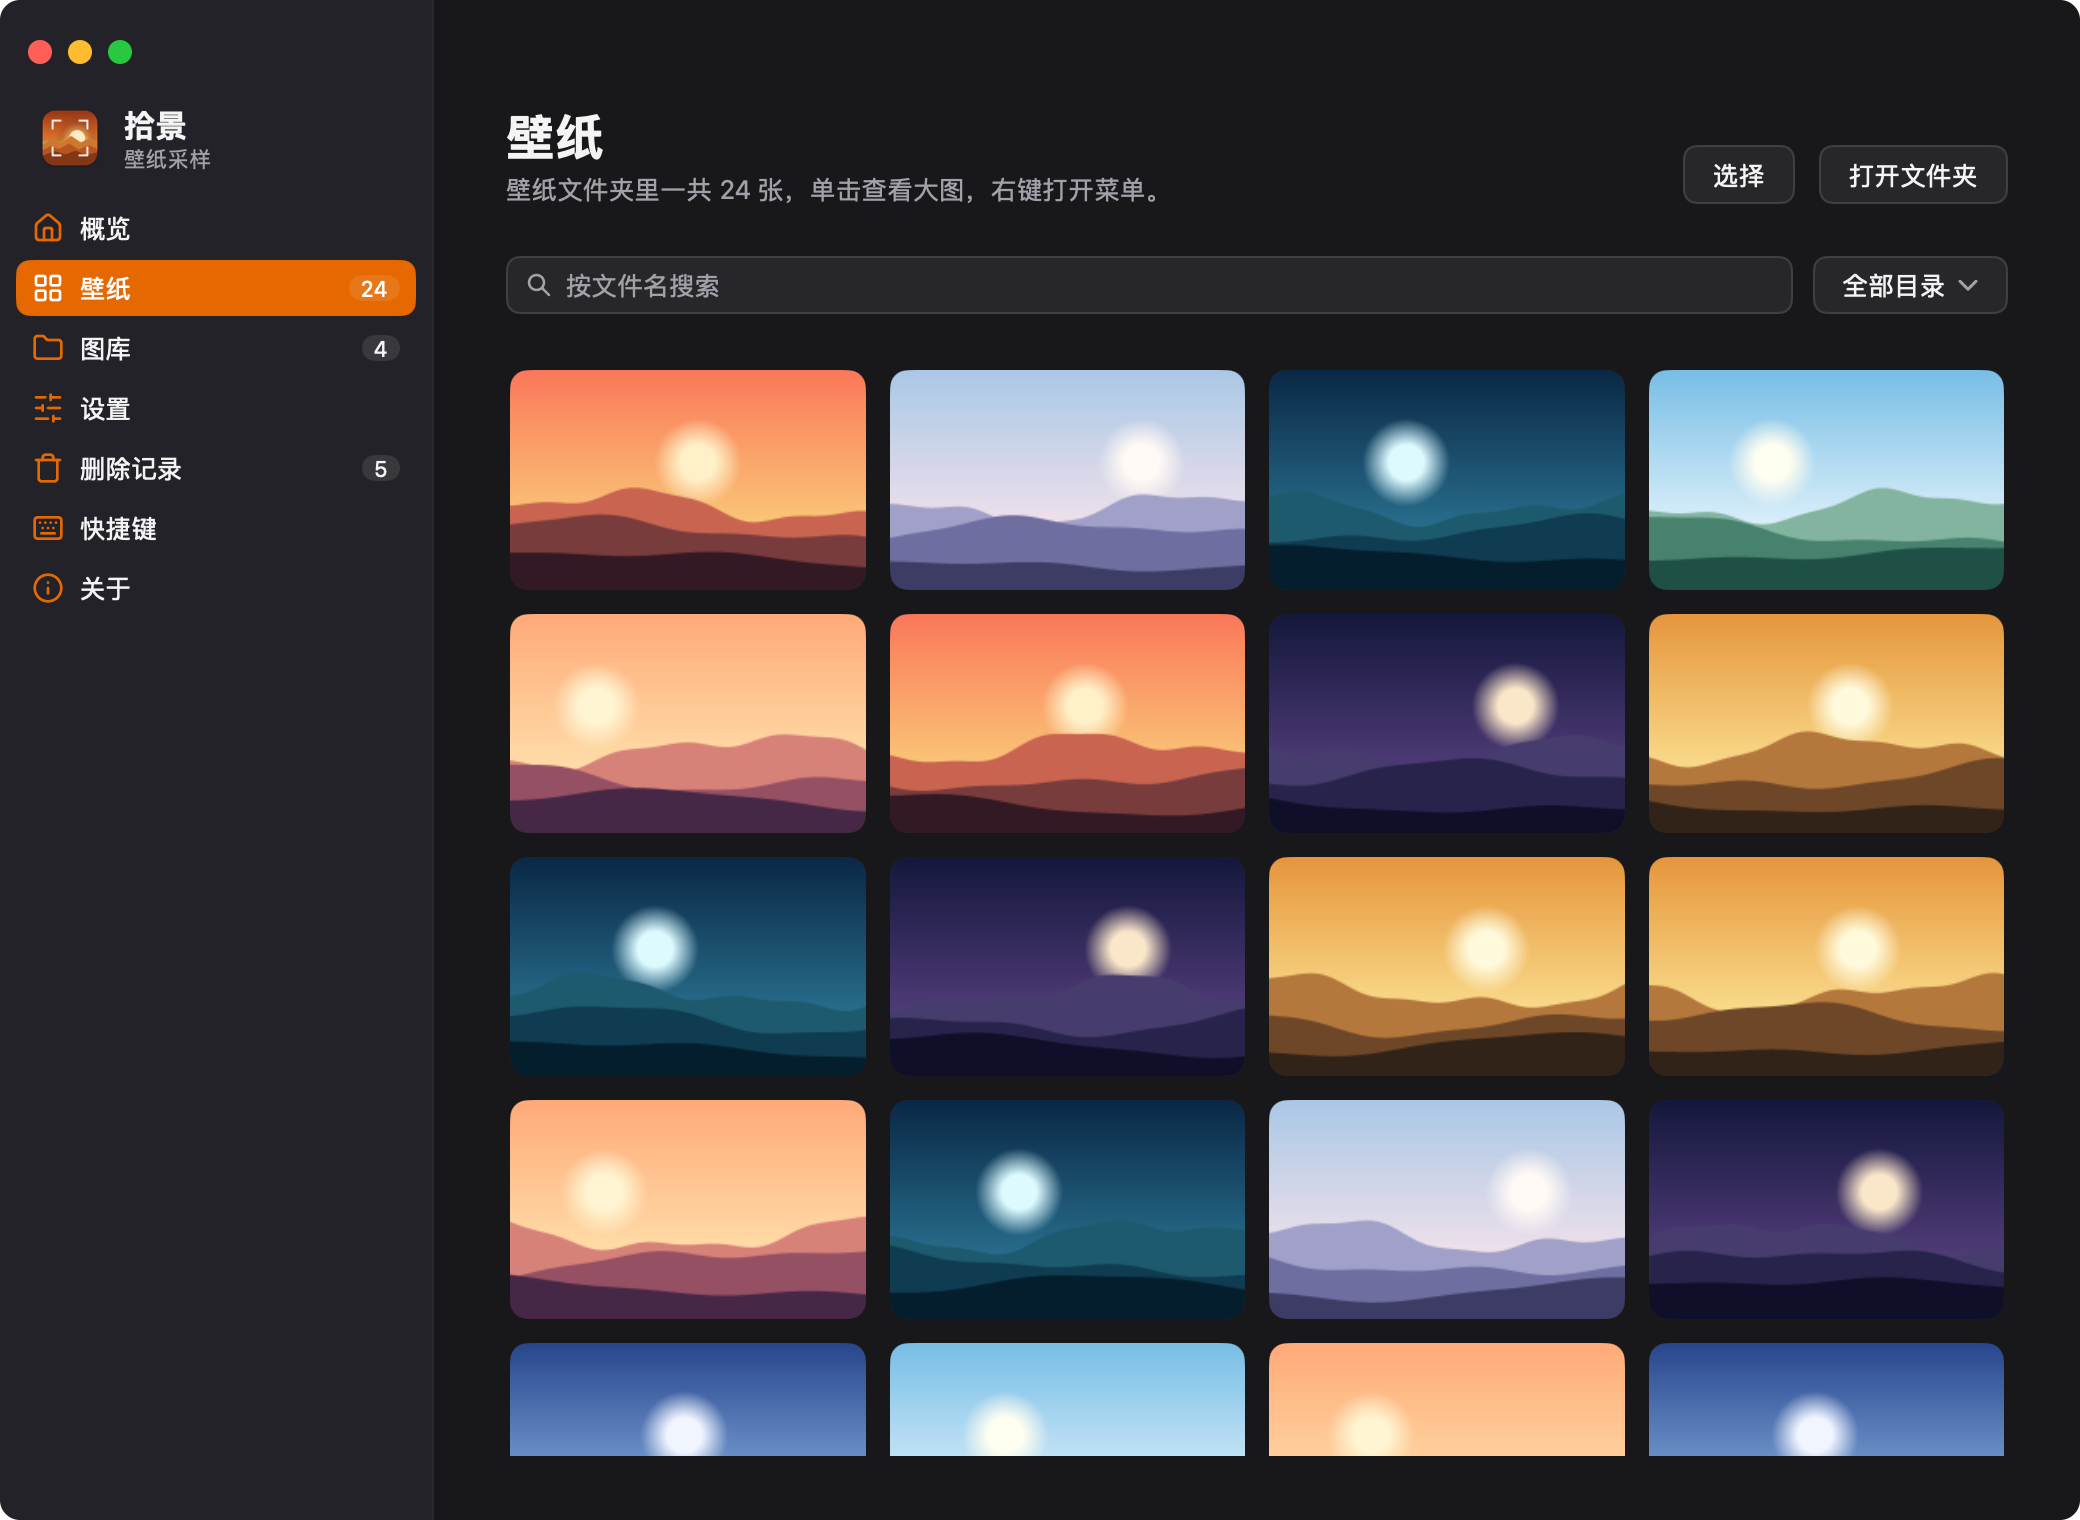 拾景
壁纸采样
概览
壁纸 24
图库 4
设置
删除记录 5
快捷键
关于
壁纸
壁纸文件夹里一共 24 张，单击查看大图，右键打开菜单。
选择
打开文件夹
按文件名搜索
全部目录